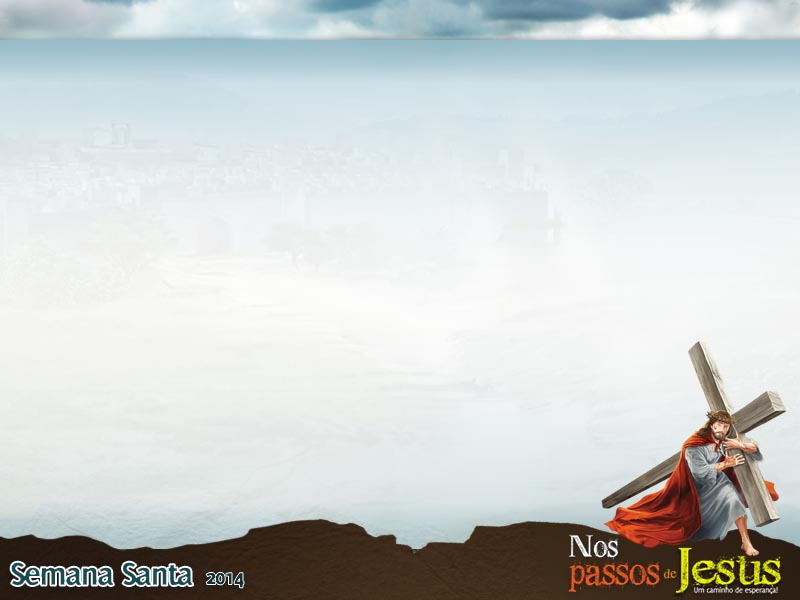 Semana Santa 2014
Nos
passos de Jesus
Um caminho de esperança!